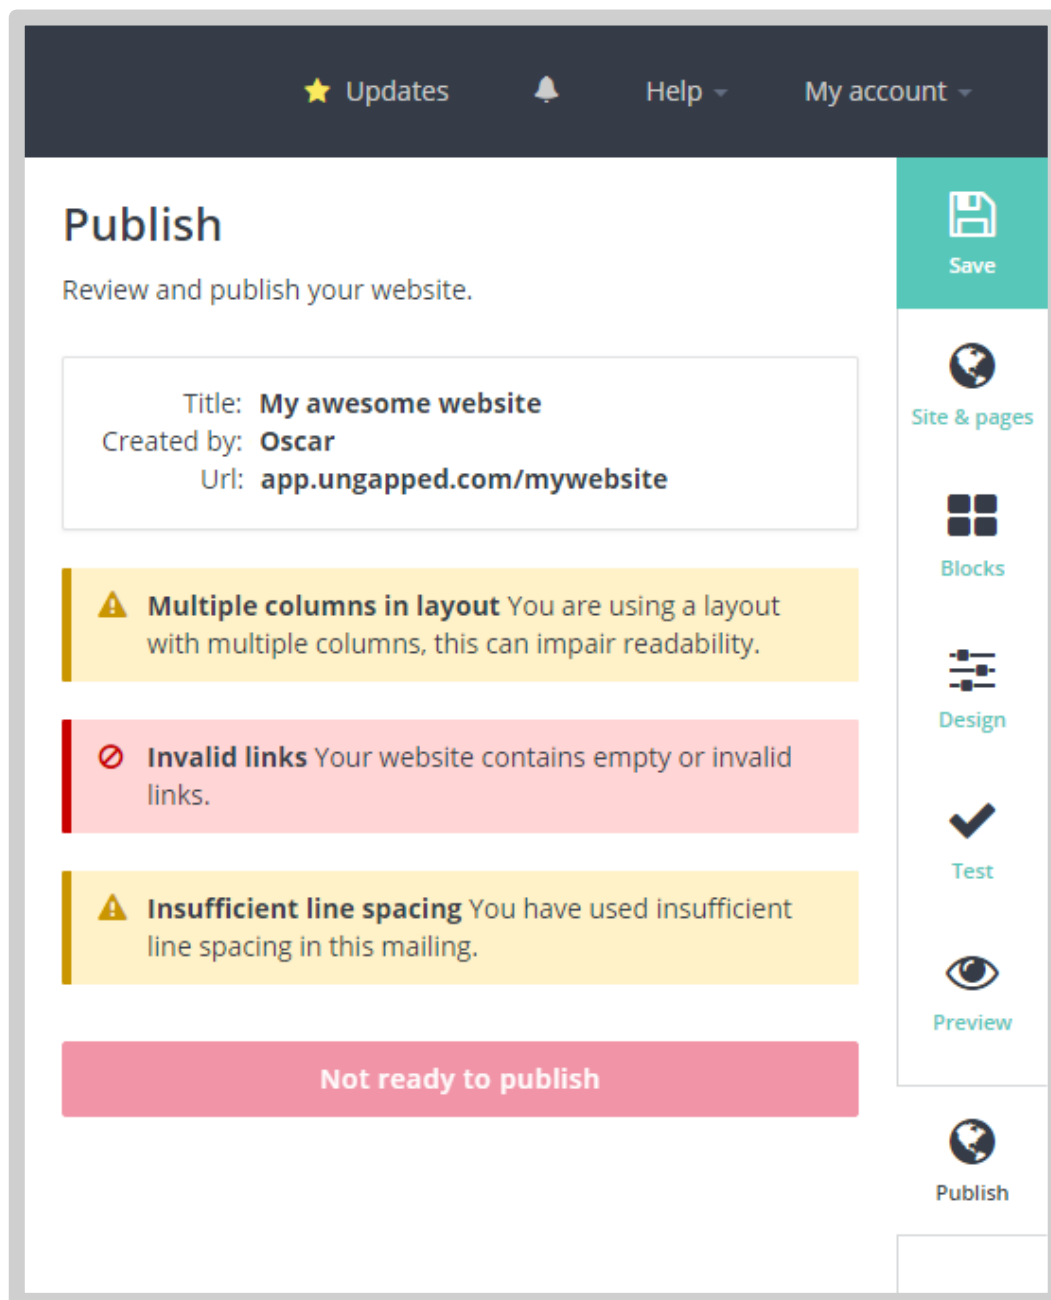 Updates
Help
My account
Publish
Review and publish your website.
Title: My awesome website
Created by: Oscar
Url: app.ungapped.com/mywebsite
Multiple columns in layout You are using a layout
with multiple columns, this can impair readability.
Invalid links Your website contains empty or invalid
links.
Insufficient line spacing You have used insufficient
line spacing in this mailing.
Not ready to publish
Save
Site & pages
Blocks
Design
Test
Preview
Publish